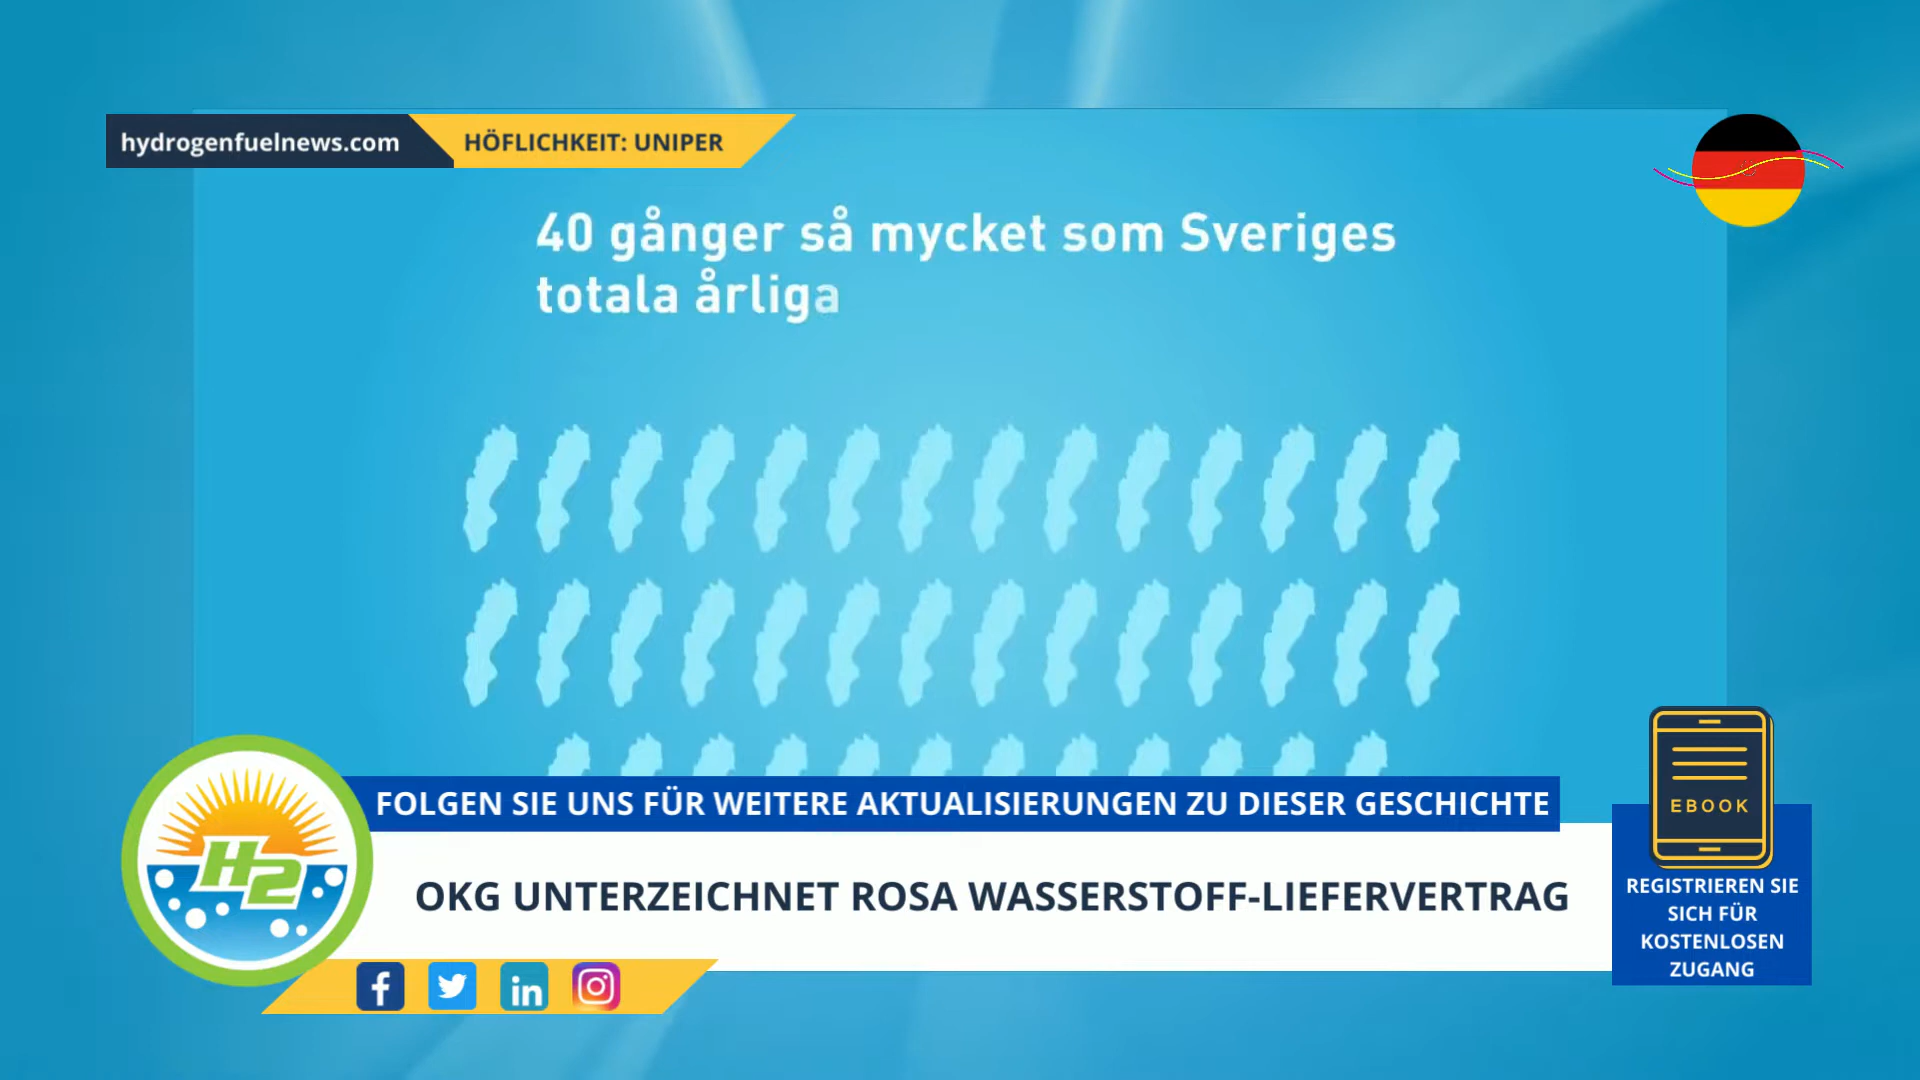 hydrogenfuelnews.com
HÖFLICHKEIT: UNIPER
40 gånger så mycket som Sveriges
totala årliga
FOLGEN SIE UNS FÜR WEITERE AKTUALISIERUNGEN ZU DIESER GESCHICHTE
OKG UNTERZEICHNET ROSA WASSERSTOFF-LIEFERVERTRAG
H2
EBOOK
REGISTRIEREN SIE
SICH FÜR
KOSTENLOSEN
ZUGANG
f
in